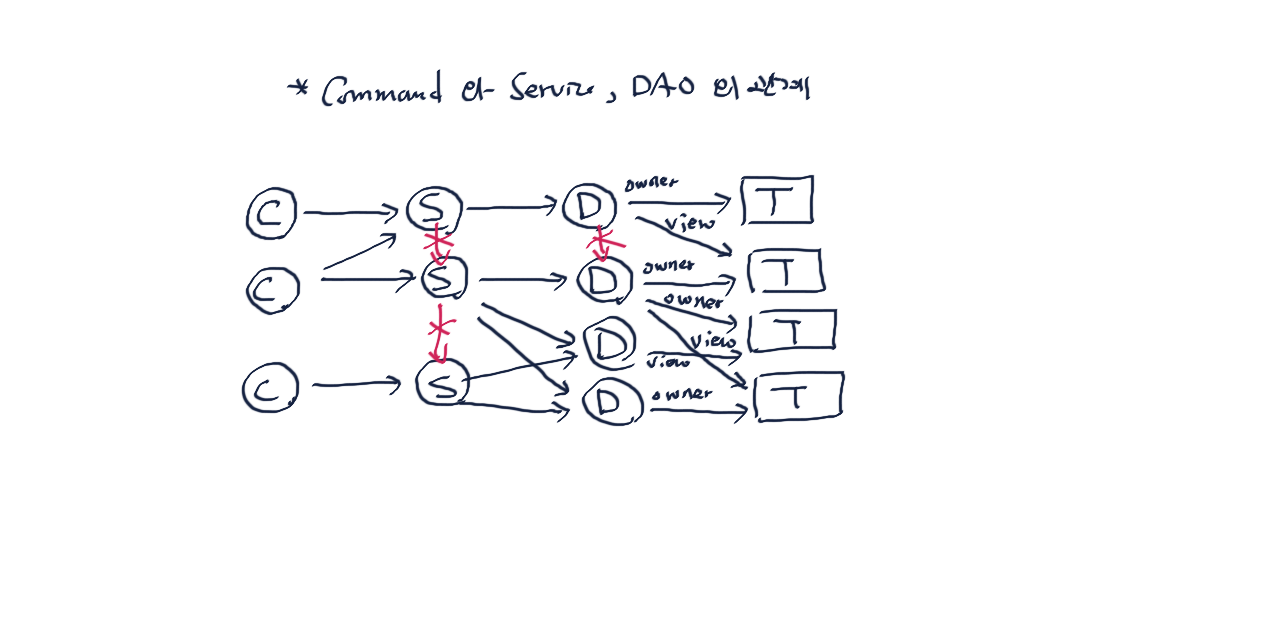 * Command 와 Service, DAO 의 관계
C S D owner T
view
C S D owner T
owner
D T
view
view
C S D owner T